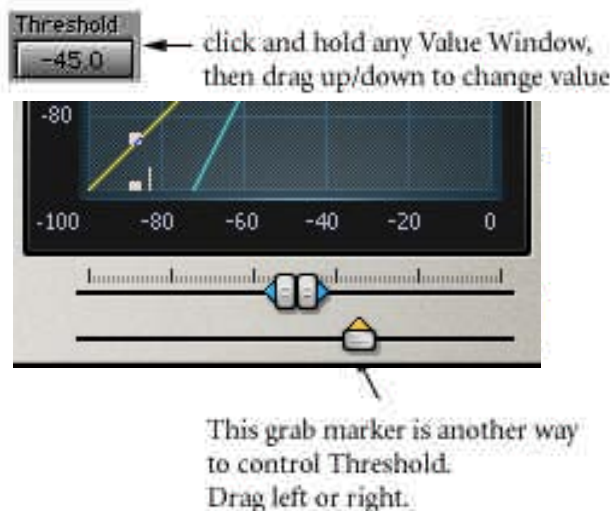 Threshold
-45.0
click and hold any Value Window,
then drag up/down to change value
-80
-100 -80 -60 -40 -20 0
This grab marker is another way
to control Threshold.
Drag left or right.